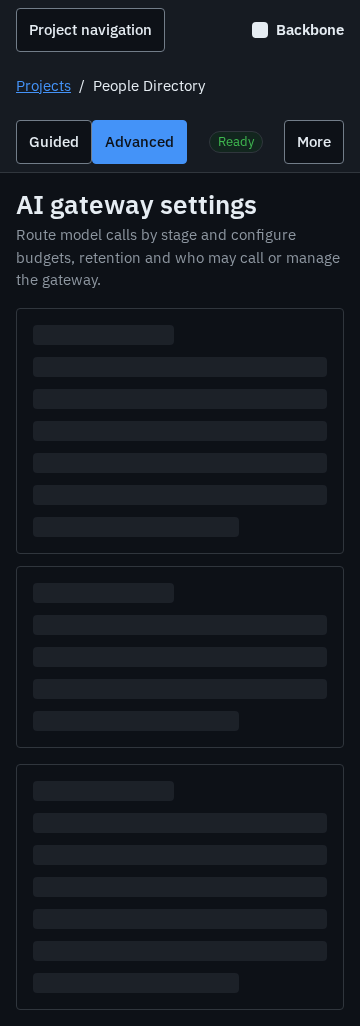 Project navigation
Backbone
Projects / People Directory
Guided
Advanced
Ready
More
AI gateway settings
Route model calls by stage and configure
budgets, retention and who may call or manage
the gateway.